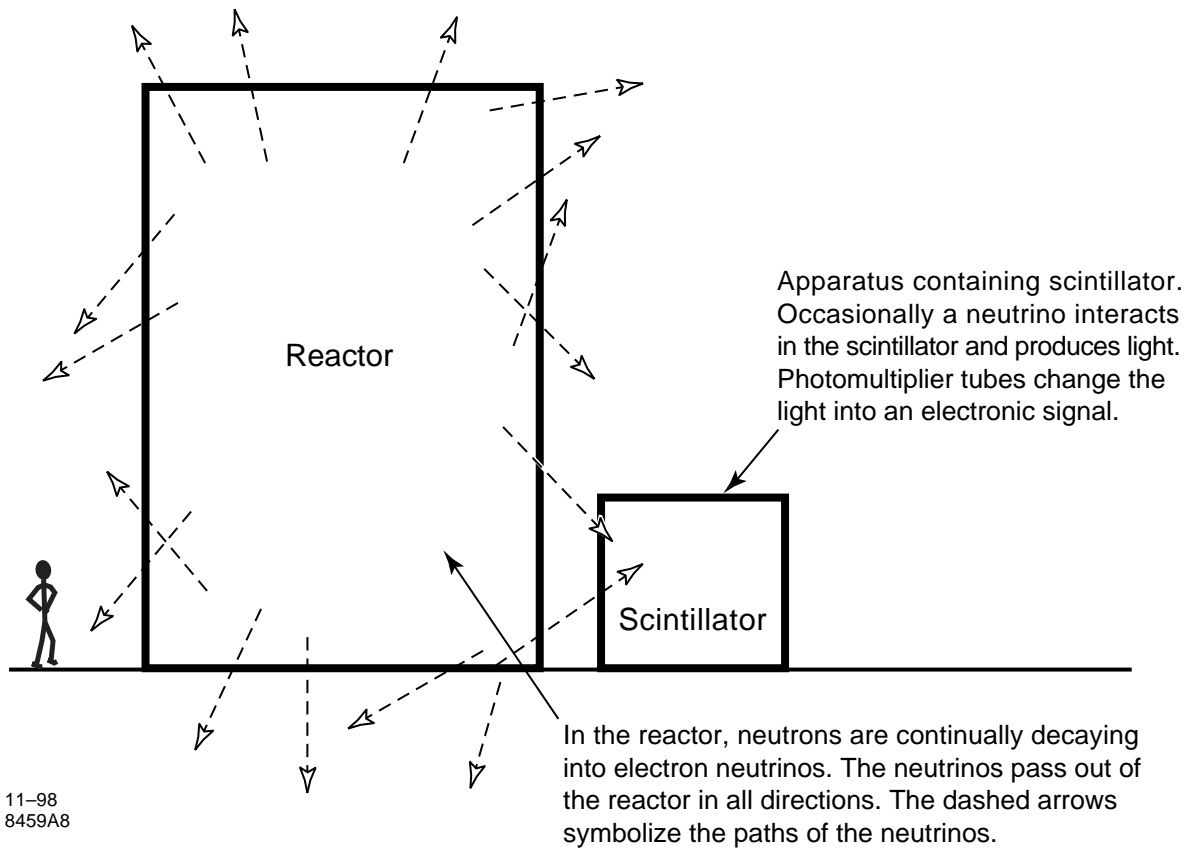 Apparatus containing scintillator.
Occasionally a neutrino interacts
in the scintillator and produces light.
Photomultiplier tubes change the
light into an electronic signal.
Reactor
Scintillator
In the reactor, neutrons are continually decaying
into electron neutrinos. The neutrinos pass out of
the reactor in all directions. The dashed arrows
symbolize the paths of the neutrinos.
11–98
8459A8